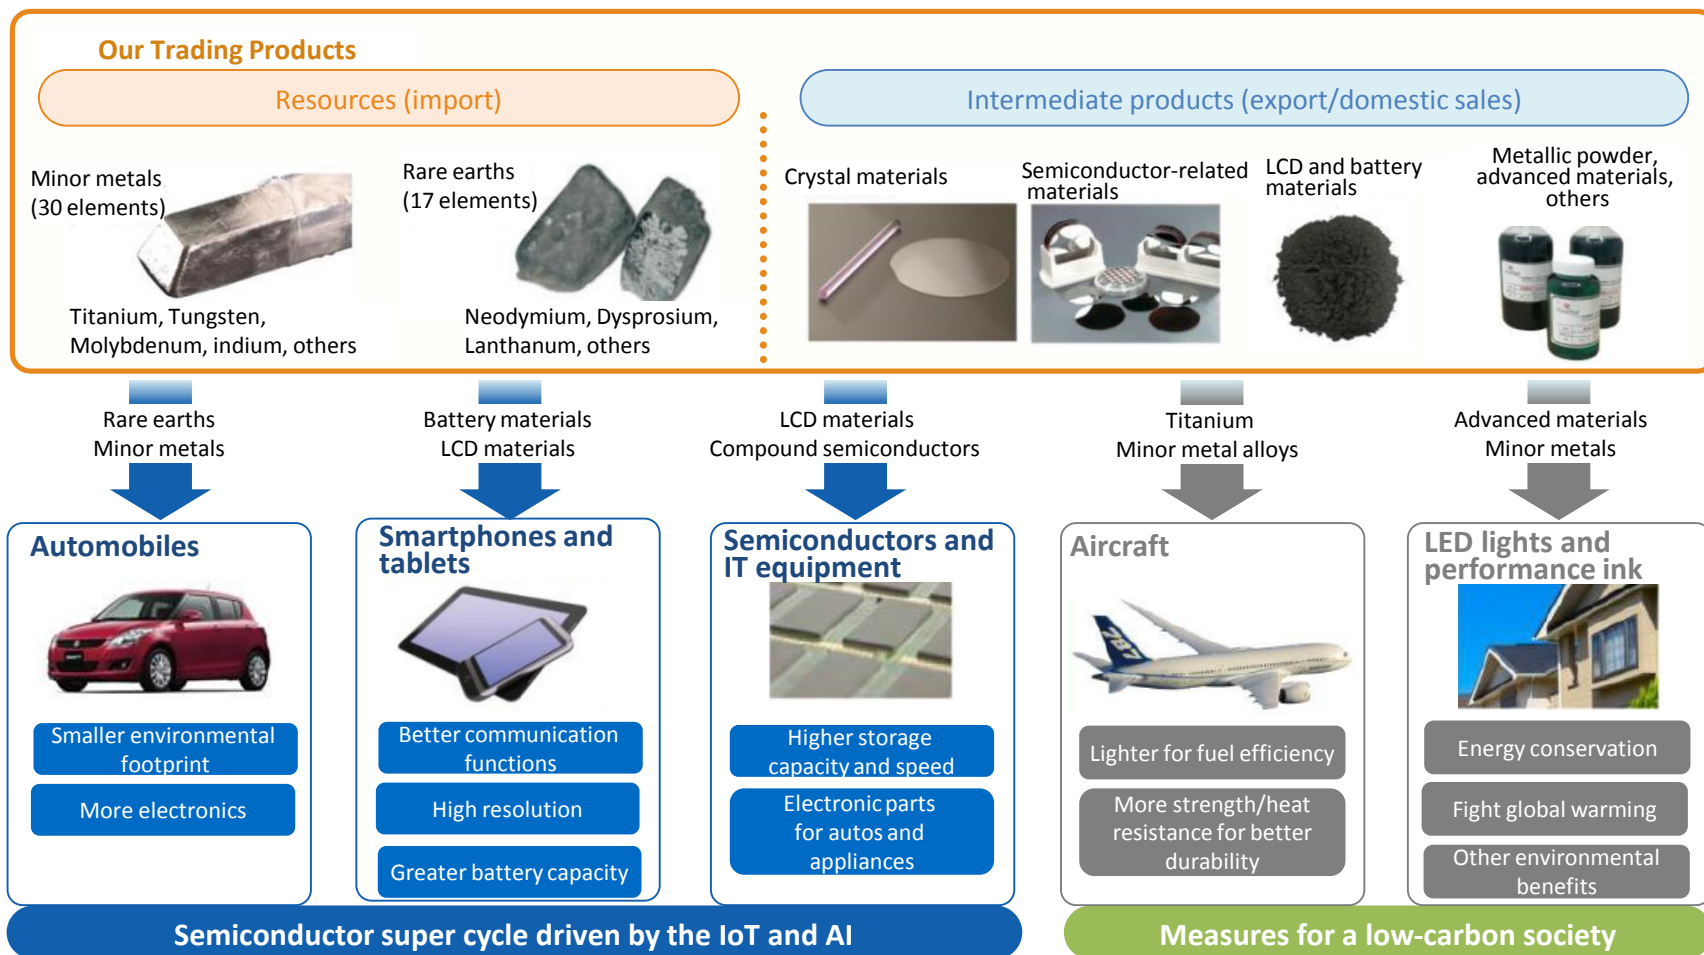 Our Trading Products
Resources (import)
Intermediate products (export/domestic sales)
Minor metals
(30 elements)
Rare earths
(17 elements)
Titanium, Tungsten,
Molybdenum, indium, others
Neodymium, Dysprosium,
Lanthanum, others
Crystal materials
Semiconductor-related
materials
LCD and battery
materials
Metallic powder,
advanced materials,
others
Rare earths
Minor metals
Battery materials
LCD materials
LCD materials
Compound semiconductors
Titanium
Minor metal alloys
Advanced materials
Minor metals
Automobiles
Smaller environmental
footprint
More electronics
Smartphones and
tablets
Better communication
functions
High resolution
Greater battery capacity
Semiconductors and
IT equipment
Higher storage
capacity and speed
Electronic parts
for autos and
appliances
Aircraft
787
Lighter for fuel efficiency
More strength/heat
resistance for better
durability
LED lights and
performance ink
Energy conservation
Fight global warming
Other environmental
benefits
Semiconductor super cycle driven by the IoT and AI
Measures for a low-carbon society